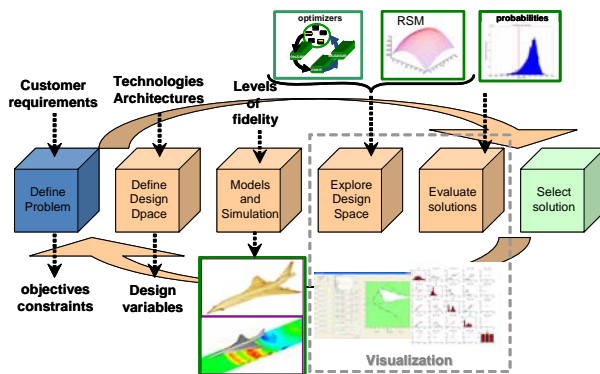 optimizers
RSM
probabilities
Customer
requirements
Technologies
Architectures
Levels
of
fidelity
Define
Problem
Define
Design
Dpace
Models
and
Simulation
Explore
Design
Space
Evaluate
solutions
Select
solution
objectives
constraints
Design
variables
Visualization